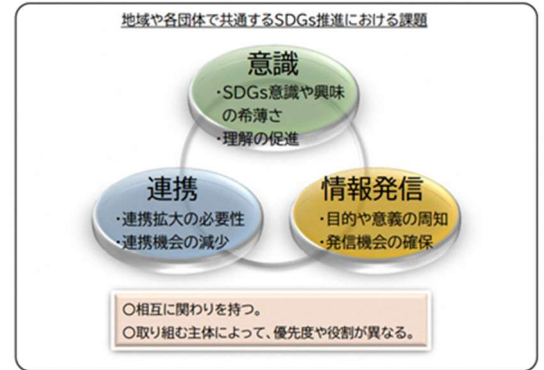 地域や各団体で共通するSDGs推進における課題
意識
・SDGs意識や興味
の希薄さ
・理解の促進
連携
・連携拡大の必要性
・連携機会の減少
情報発信
・目的や意義の周知
・発信機会の確保
〇相互に関わりを持つ。
〇取り組む主体によって、優先度や役割が異なる。